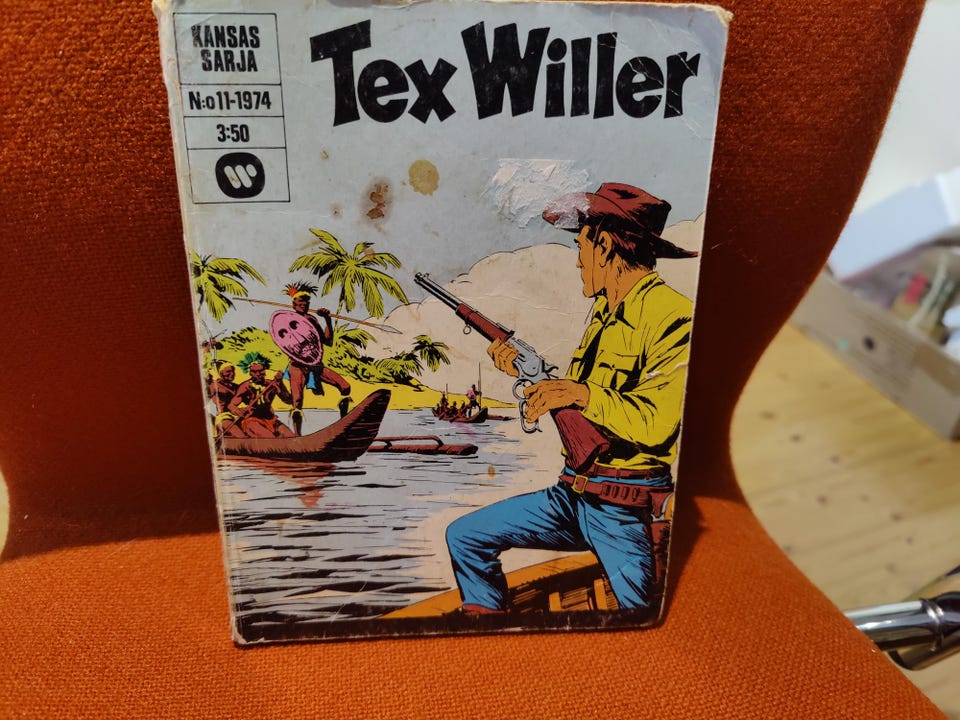 KANSAS
SARJA
N:o 11-1974
3:50
Tex Willer